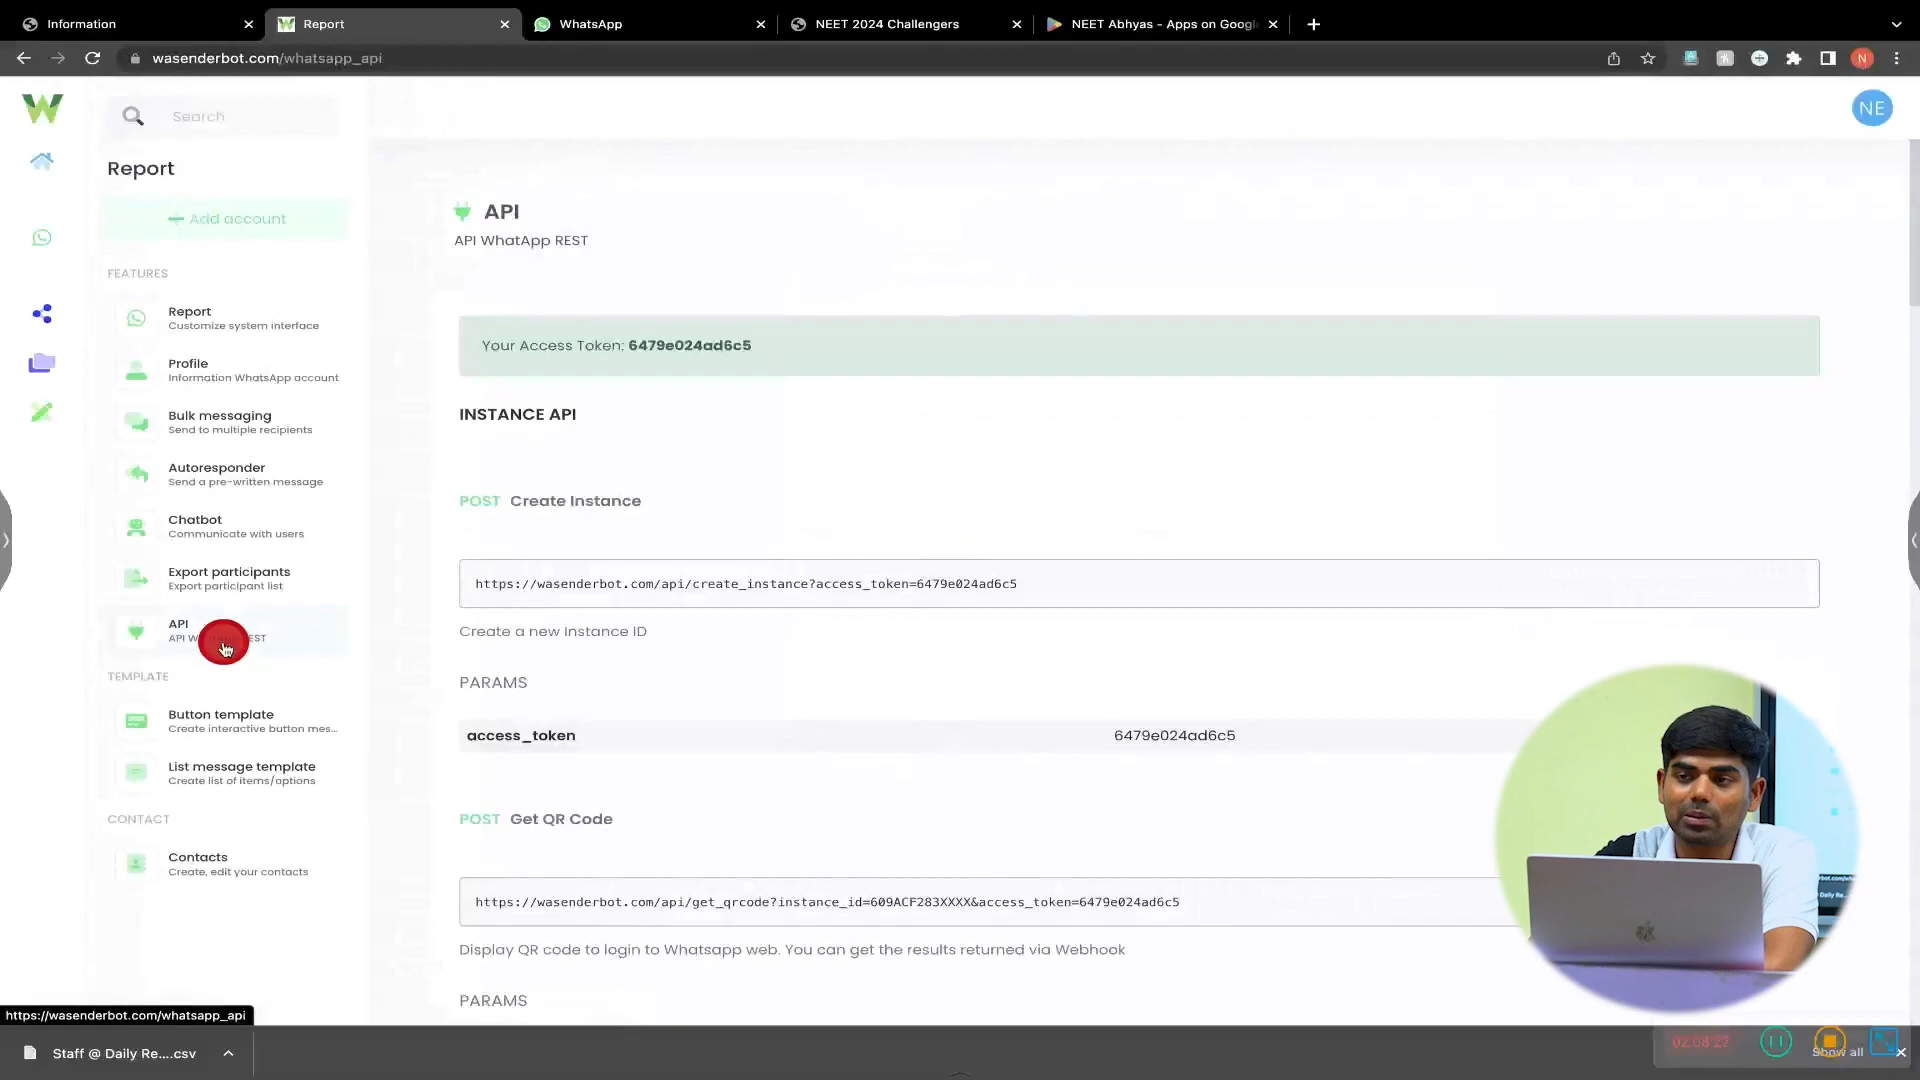 Information
Report
WhatsApp
NEET 2024 Challengers
NEET Abhyas - Apps on Googl
wasenderbot.com/whatsapp_api
N
Search
NE
Report
Add account
FEATURES
Report
Customize system interface
Profile
Information WhatsApp account
Bulk messaging
Send to multiple recipients
Autoresponder
Send a pre-written message
Chatbot
Communicate with users
Export participants
Export participant list
API
API W EST
TEMPLATE
Button template
Create interactive button mes...
List message template
Create list of items/options
CONTACT
Contacts
Create, edit your contacts
API
API WhatApp REST
Your Access Token: 6479e024ad6c5
INSTANCE API
POST Create Instance
https://wasenderbot.com/api/create_instance?access_token=6479e024ad6c5
Create a new Instance ID
PARAMS
access_token 6479e024ad6c5
POST Get QR Code
https://wasenderbot.com/api/get_qrcode?instance_id=609ACF283XXXX&access_token=6479e024ad6c5
Display QR code to login to Whatsapp web. You can get the results returned via Webhook
PARAMS
https://wasenderbot.com/whatsapp_api
Staff @ Daily Re....csv
02:08:27
Show all